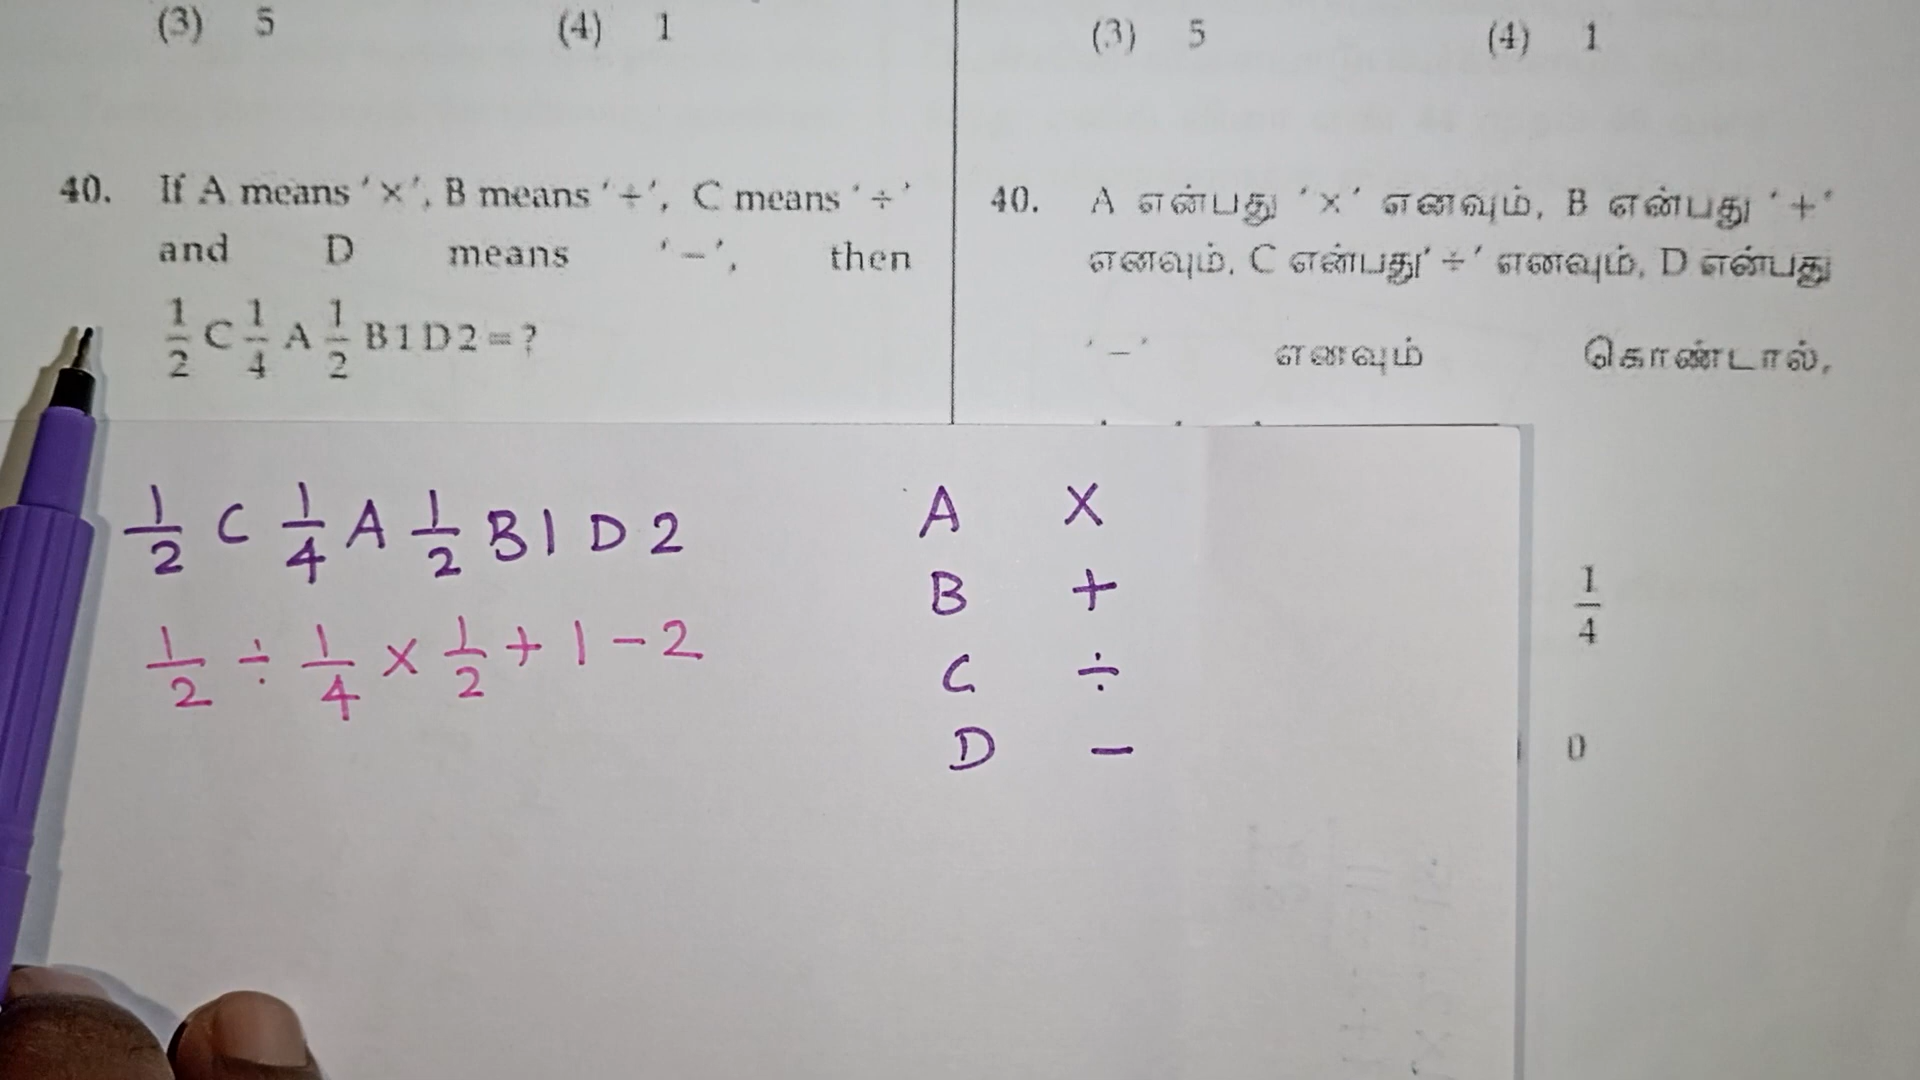 (3) 5 (4) 1
40. If A means '×', B means '+', C means '÷'
and D means '−', then
1/2 C 1/4 A 1/2 B 1 D 2 = ?
(3) 5 (4) 1
40. A என்பது '×' எனவும், B என்பது '+'
எனவும், C என்பது '÷' எனவும், D என்பது
'−' எனவும் கொண்டால்,
1/4
0
1/2 C 1/4 A 1/2 B 1 D 2
1/2 ÷ 1/4 × 1/2 + 1 − 2
A ×
B +
C ÷
D −